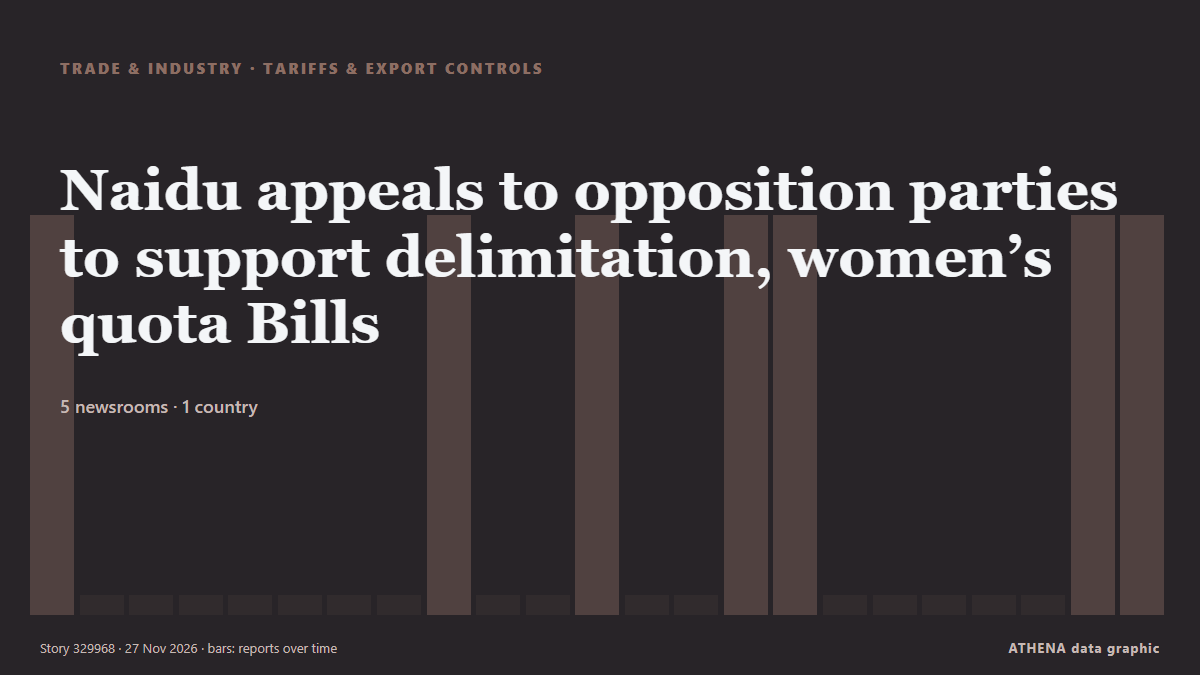 TRADE & INDUSTRY · TARIFFS & EXPORT CONTROLS
Naidu appeals to opposition parties
to support delimitation, women’s
quota Bills
5 newsrooms · 1 country
Story 329968 · 27 Nov 2026 · bars: reports over time
ATHENA data graphic